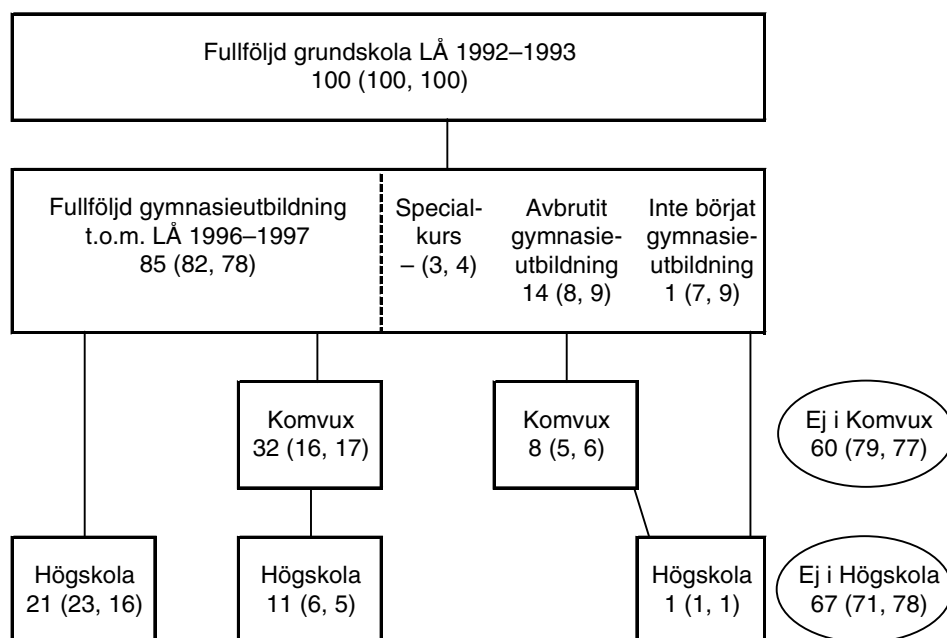 Fullföljd grundskola LÅ 1992–1993
100 (100, 100)
Fullföljd gymnasieutbildning
t.o.m. LÅ 1996–1997
85 (82, 78)
Special-
kurs
– (3, 4)
Avbrutit
gymnasie-
utbildning
14 (8, 9)
Inte börjat
gymnasie-
utbildning
1 (7, 9)
Komvux
32 (16, 17)
Komvux
8 (5, 6)
Ej i Komvux
60 (79, 77)
Högskola
21 (23, 16)
Högskola
11 (6, 5)
Högskola
1 (1, 1)
Ej i Högskola
67 (71, 78)